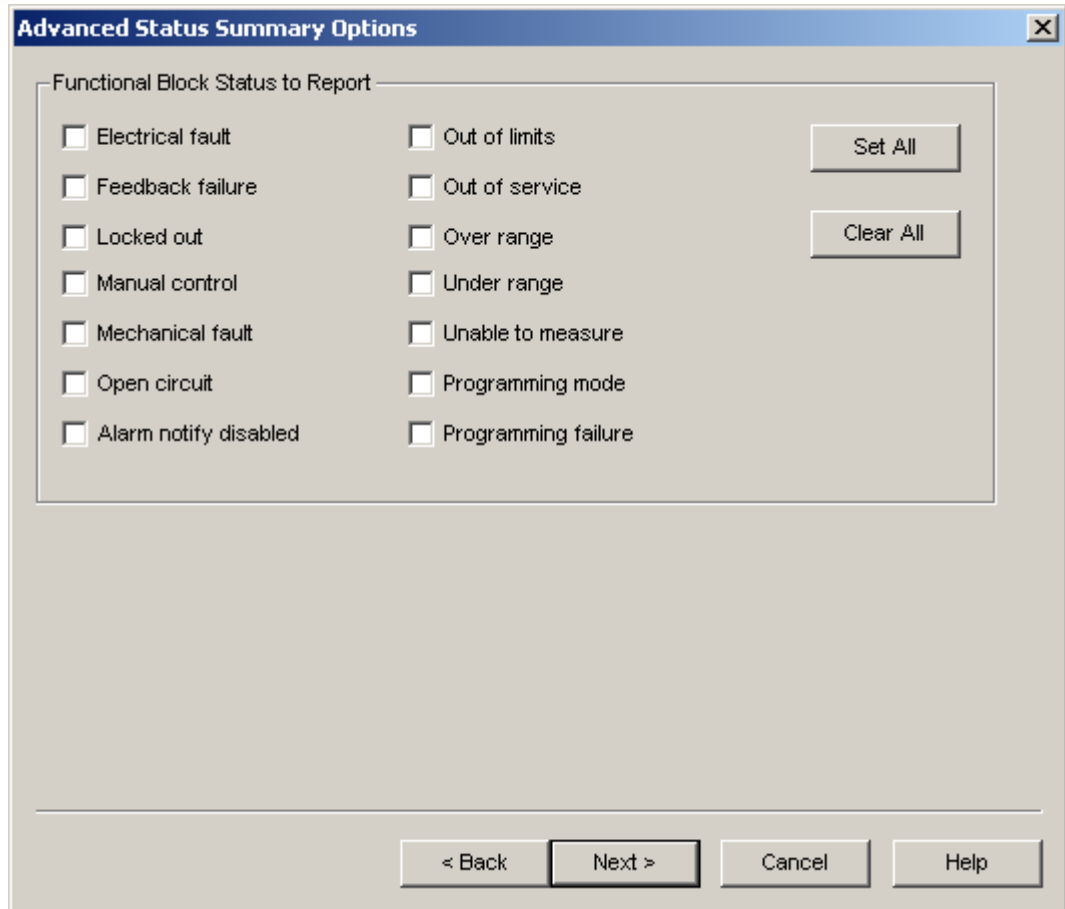 Advanced Status Summary Options
Functional Block Status to Report
Electrical fault
Feedback failure
Locked out
Manual control
Mechanical fault
Open circuit
Alarm notify disabled
Out of limits
Out of service
Over range
Under range
Unable to measure
Programming mode
Programming failure
Set All
Clear All
< Back
Next >
Cancel
Help